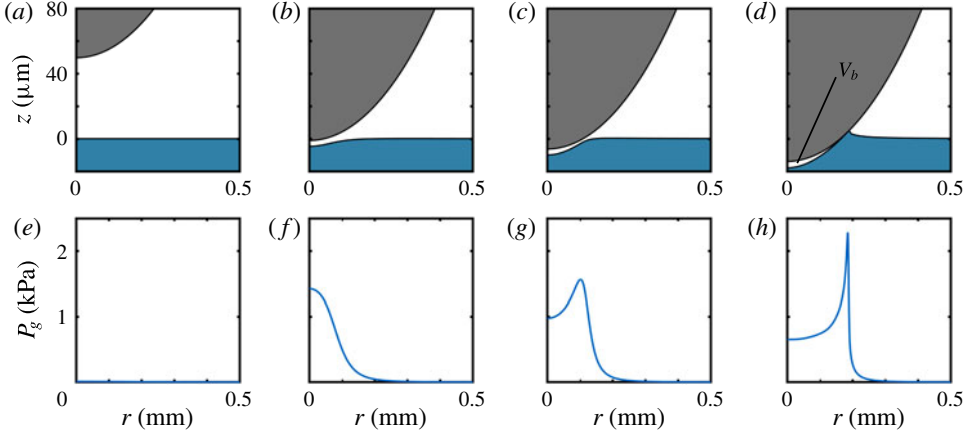 (a) (b) (c) (d)
80
40
0
z (μm)
V_b
0 0.5 0 0.5 0 0.5 0 0.5
(e) (f) (g) (h)
2
1
0
P_g (kPa)
0 0.5 0 0.5 0 0.5 0 0.5
r (mm) r (mm) r (mm) r (mm)